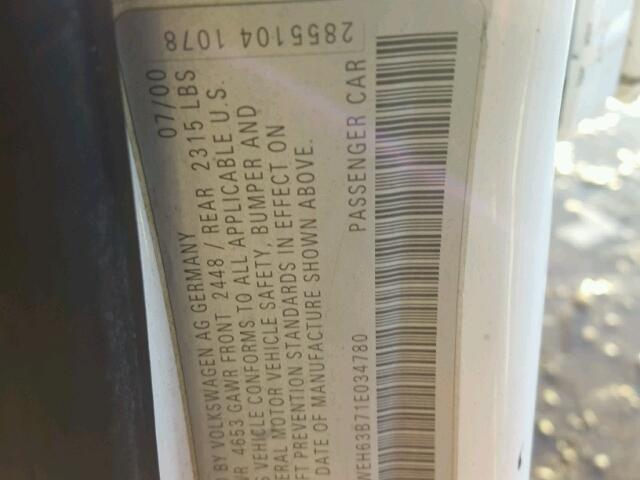 07/00
BY VOLKSWAGEN AG GERMANY
4653 GAWR FRONT 2448 / REAR 2315 LBS
VEHICLE CONFORMS TO ALL APPLICABLE U.S.
ERAL MOTOR VEHICLE SAFETY, BUMPER AND
FT PREVENTION STANDARDS IN EFFECT ON
DATE OF MANUFACTURE SHOWN ABOVE.
WEH63B71E034780 PASSENGER CAR
2855104 1078